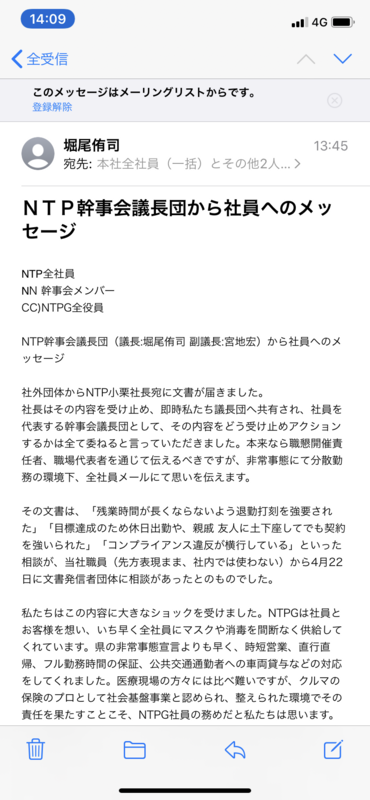 14:09
4G
全受信
このメッセージはメーリングリストからです。
登録解除
堀尾侑司
13:45
宛先: 本社全社員（一括）とその他2人...
ＮＴＰ幹事会議長団から社員へのメッ
セージ
NTP全社員
NN 幹事会メンバー
CC)NTPG全役員
NTP幹事会議長団（議長:堀尾侑司 副議長:宮地宏）から社員へのメ
ッセージ
社外団体からNTP小栗社長宛に文書が届きました。
社長はその内容を受け止め、即時私たち議長団へ共有され、社員を
代表する幹事会議長団として、その内容をどう受け止めアクション
するかは全て委ねると言っていただきました。本来なら職懇開催責
任者、職場代表者を通じて伝えるべきですが、非常事態にて分散勤
務の環境下、全社員メールにて思いを伝えます。
その文書は、「残業時間が長くならないよう退勤打刻を強要され
た」「目標達成のため休日出勤や、親戚 友人に土下座してでも契約
を強いられた」「コンプライアンス違反が横行している」といった
相談が、当社職員（先方表現まま、社内では使わない）から4月22
日に文書発信者団体に相談があったとのものでした。
私たちはこの内容に大きなショックを受けました。NTPGは社員と
お客様を想い、いち早く全社員にマスクや消毒を間断なく供給して
くれています。県の非常事態宣言よりも早く、時短営業、直行直
帰、フル勤務時間の保証、公共交通通勤者への車両貸与などの対応
をしてくれました。医療現場の方々には比べ難いですが、クルマの
保険のプロとして社会基盤事業と認められ、整えられた環境でその
責任を果たすことこそ、NTPG社員の務めだと私たちは思います。